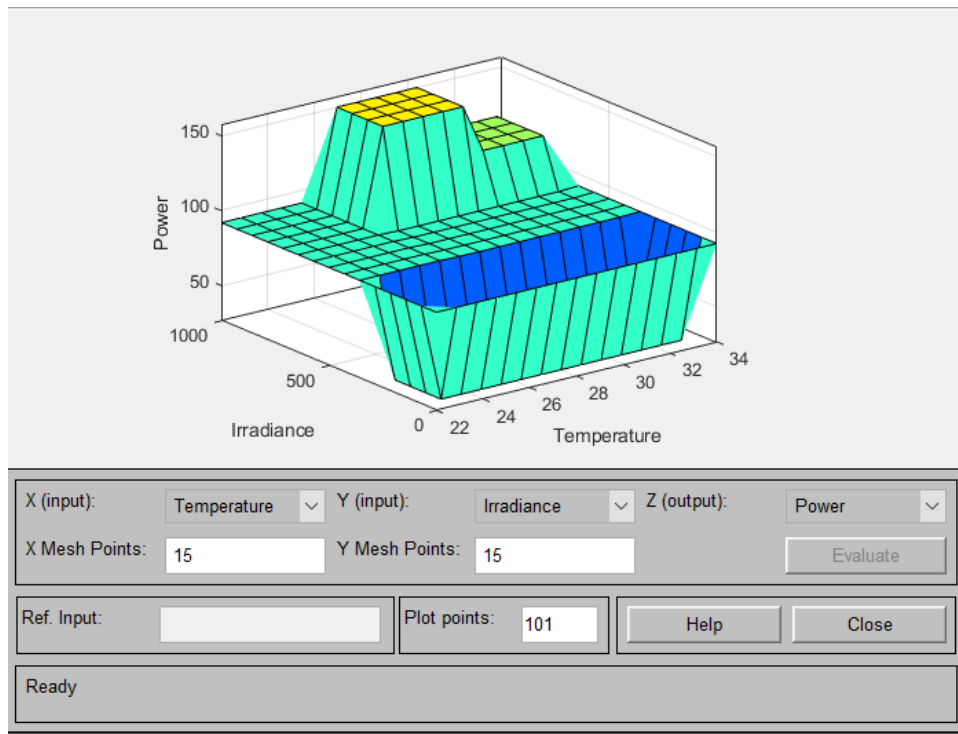 150
100
50
Power
1000
500
0
Irradiance
22
24
26
28
30
32
34
Temperature
X (input): Temperature Y (input): Irradiance Z (output): Power
X Mesh Points: 15 Y Mesh Points: 15 Evaluate
Ref. Input: Plot points: 101 Help Close
Ready